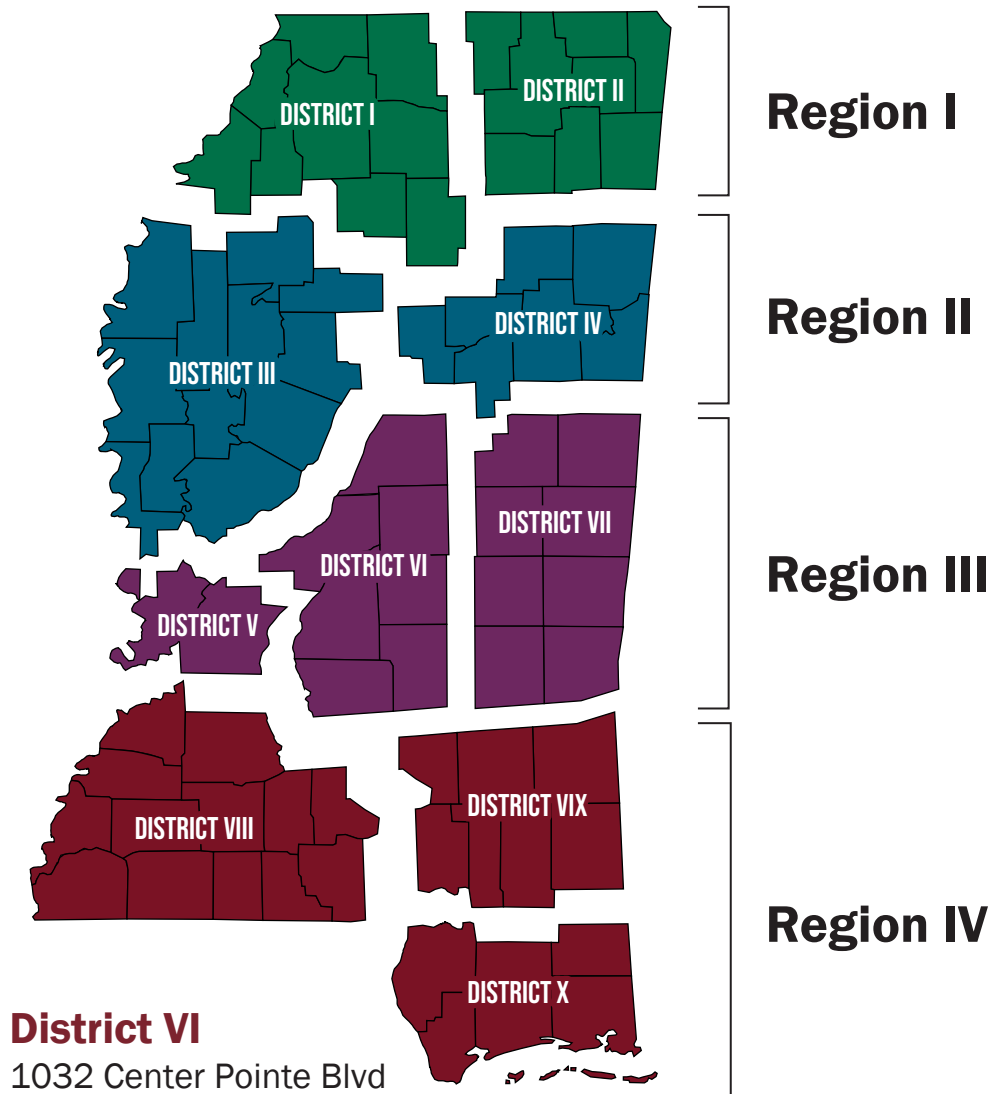 DISTRICT I
DISTRICT II
Region I
DISTRICT III
DISTRICT IV
Region II
DISTRICT V
DISTRICT VI
DISTRICT VII
Region III
DISTRICT VIII
DISTRICT VIX
DISTRICT X
Region IV
District VI
1032 Center Pointe Blvd